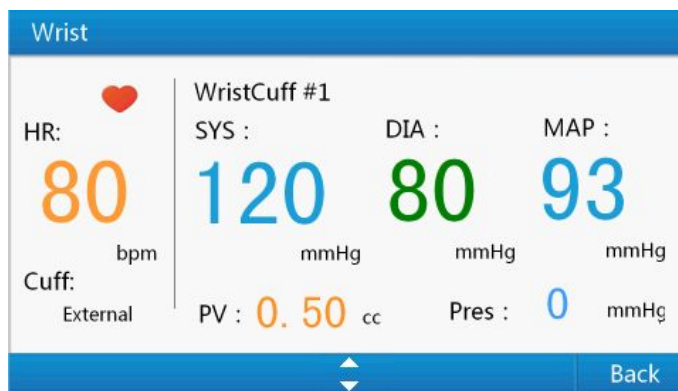 Wrist
WristCuff #1
HR:
SYS :
DIA :
MAP :
80
120
80
93
bpm
mmHg
mmHg
mmHg
Cuff:
External
PV : 0. 50 cc
Pres : 0 mmHg
Back